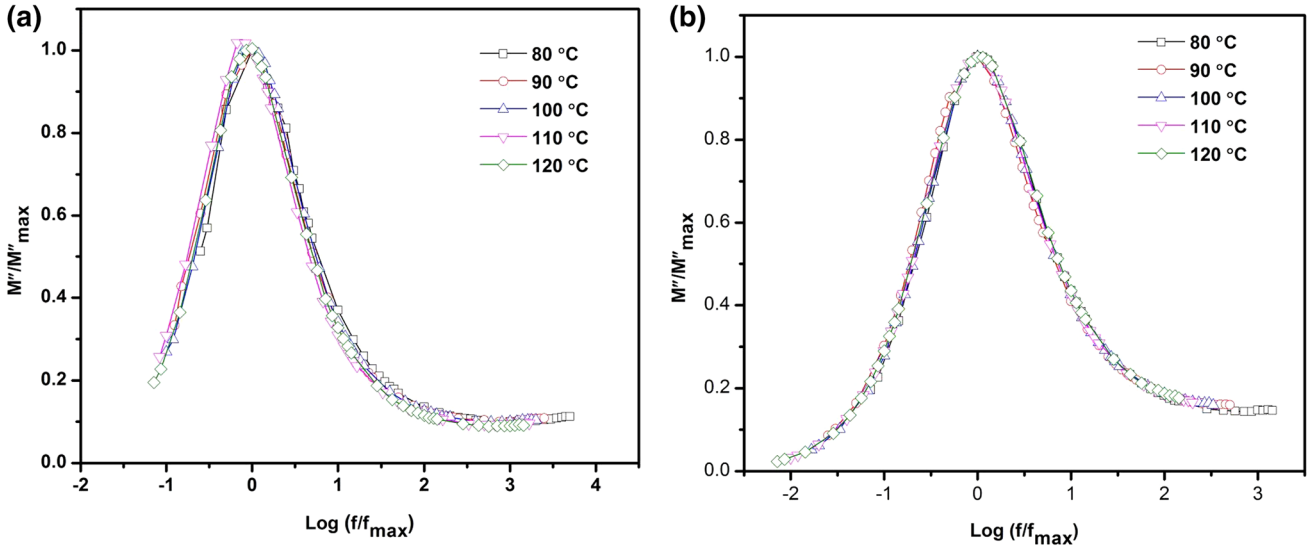 (a)
1.0
0.8
0.6
0.4
0.2
0.0
-2 -1 0 1 2 3 4
M″/M″max
Log (f/fmax)
80 °C
90 °C
100 °C
110 °C
120 °C
(b)
1.0
0.8
0.6
0.4
0.2
0.0
-2 -1 0 1 2 3
M″/M″max
Log (f/fmax)
80 °C
90 °C
100 °C
110 °C
120 °C